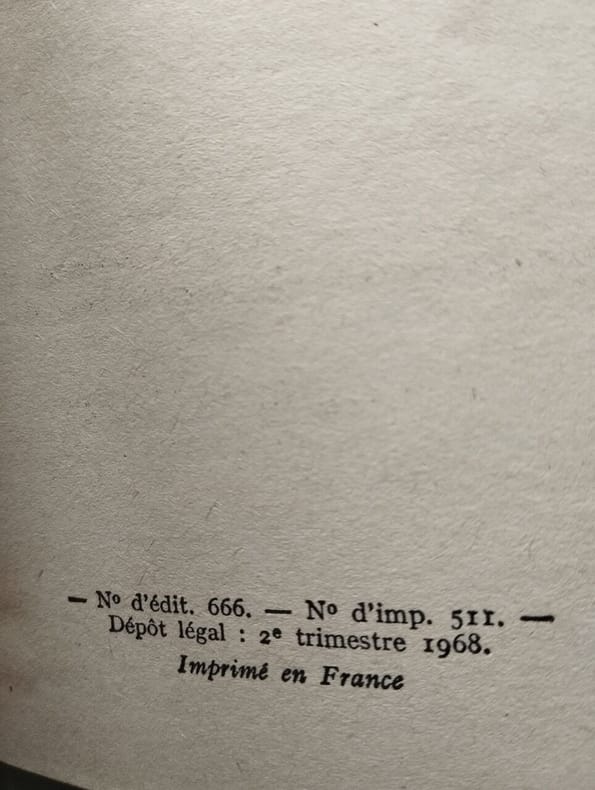 — Nº d'édit. 666. — Nº d'imp. 511. —
Dépôt légal : 2e trimestre 1968.
Imprimé en France